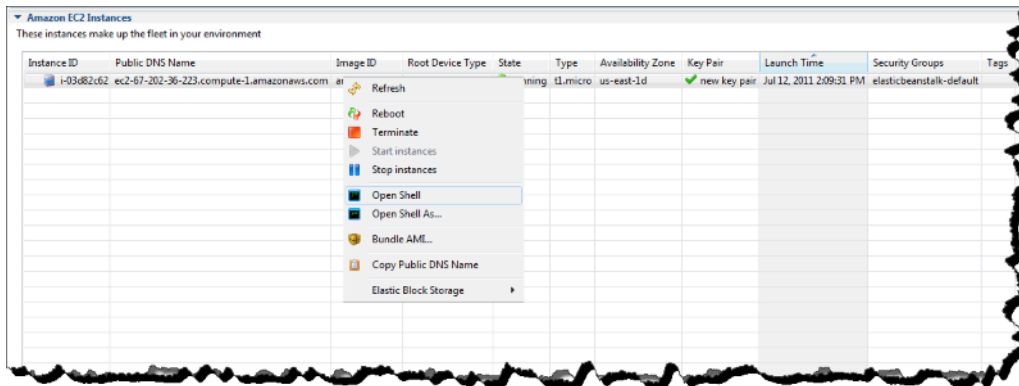 Amazon EC2 Instances
These instances make up the fleet in your environment
Instance ID Public DNS Name Image ID Root Device Type State Type Availability Zone Key Pair Launch Time Security Groups Tags
i-03d82c62 ec2-67-202-36-223.compute-1.amazonaws.com nning t1.micro us-east-1d new key pair Jul 12, 2011 2:09:31 PM elasticbeanstalk-default
Refresh
Reboot
Terminate
Start instances
Stop instances
Open Shell
Open Shell As...
Bundle AMI...
Copy Public DNS Name
Elastic Block Storage